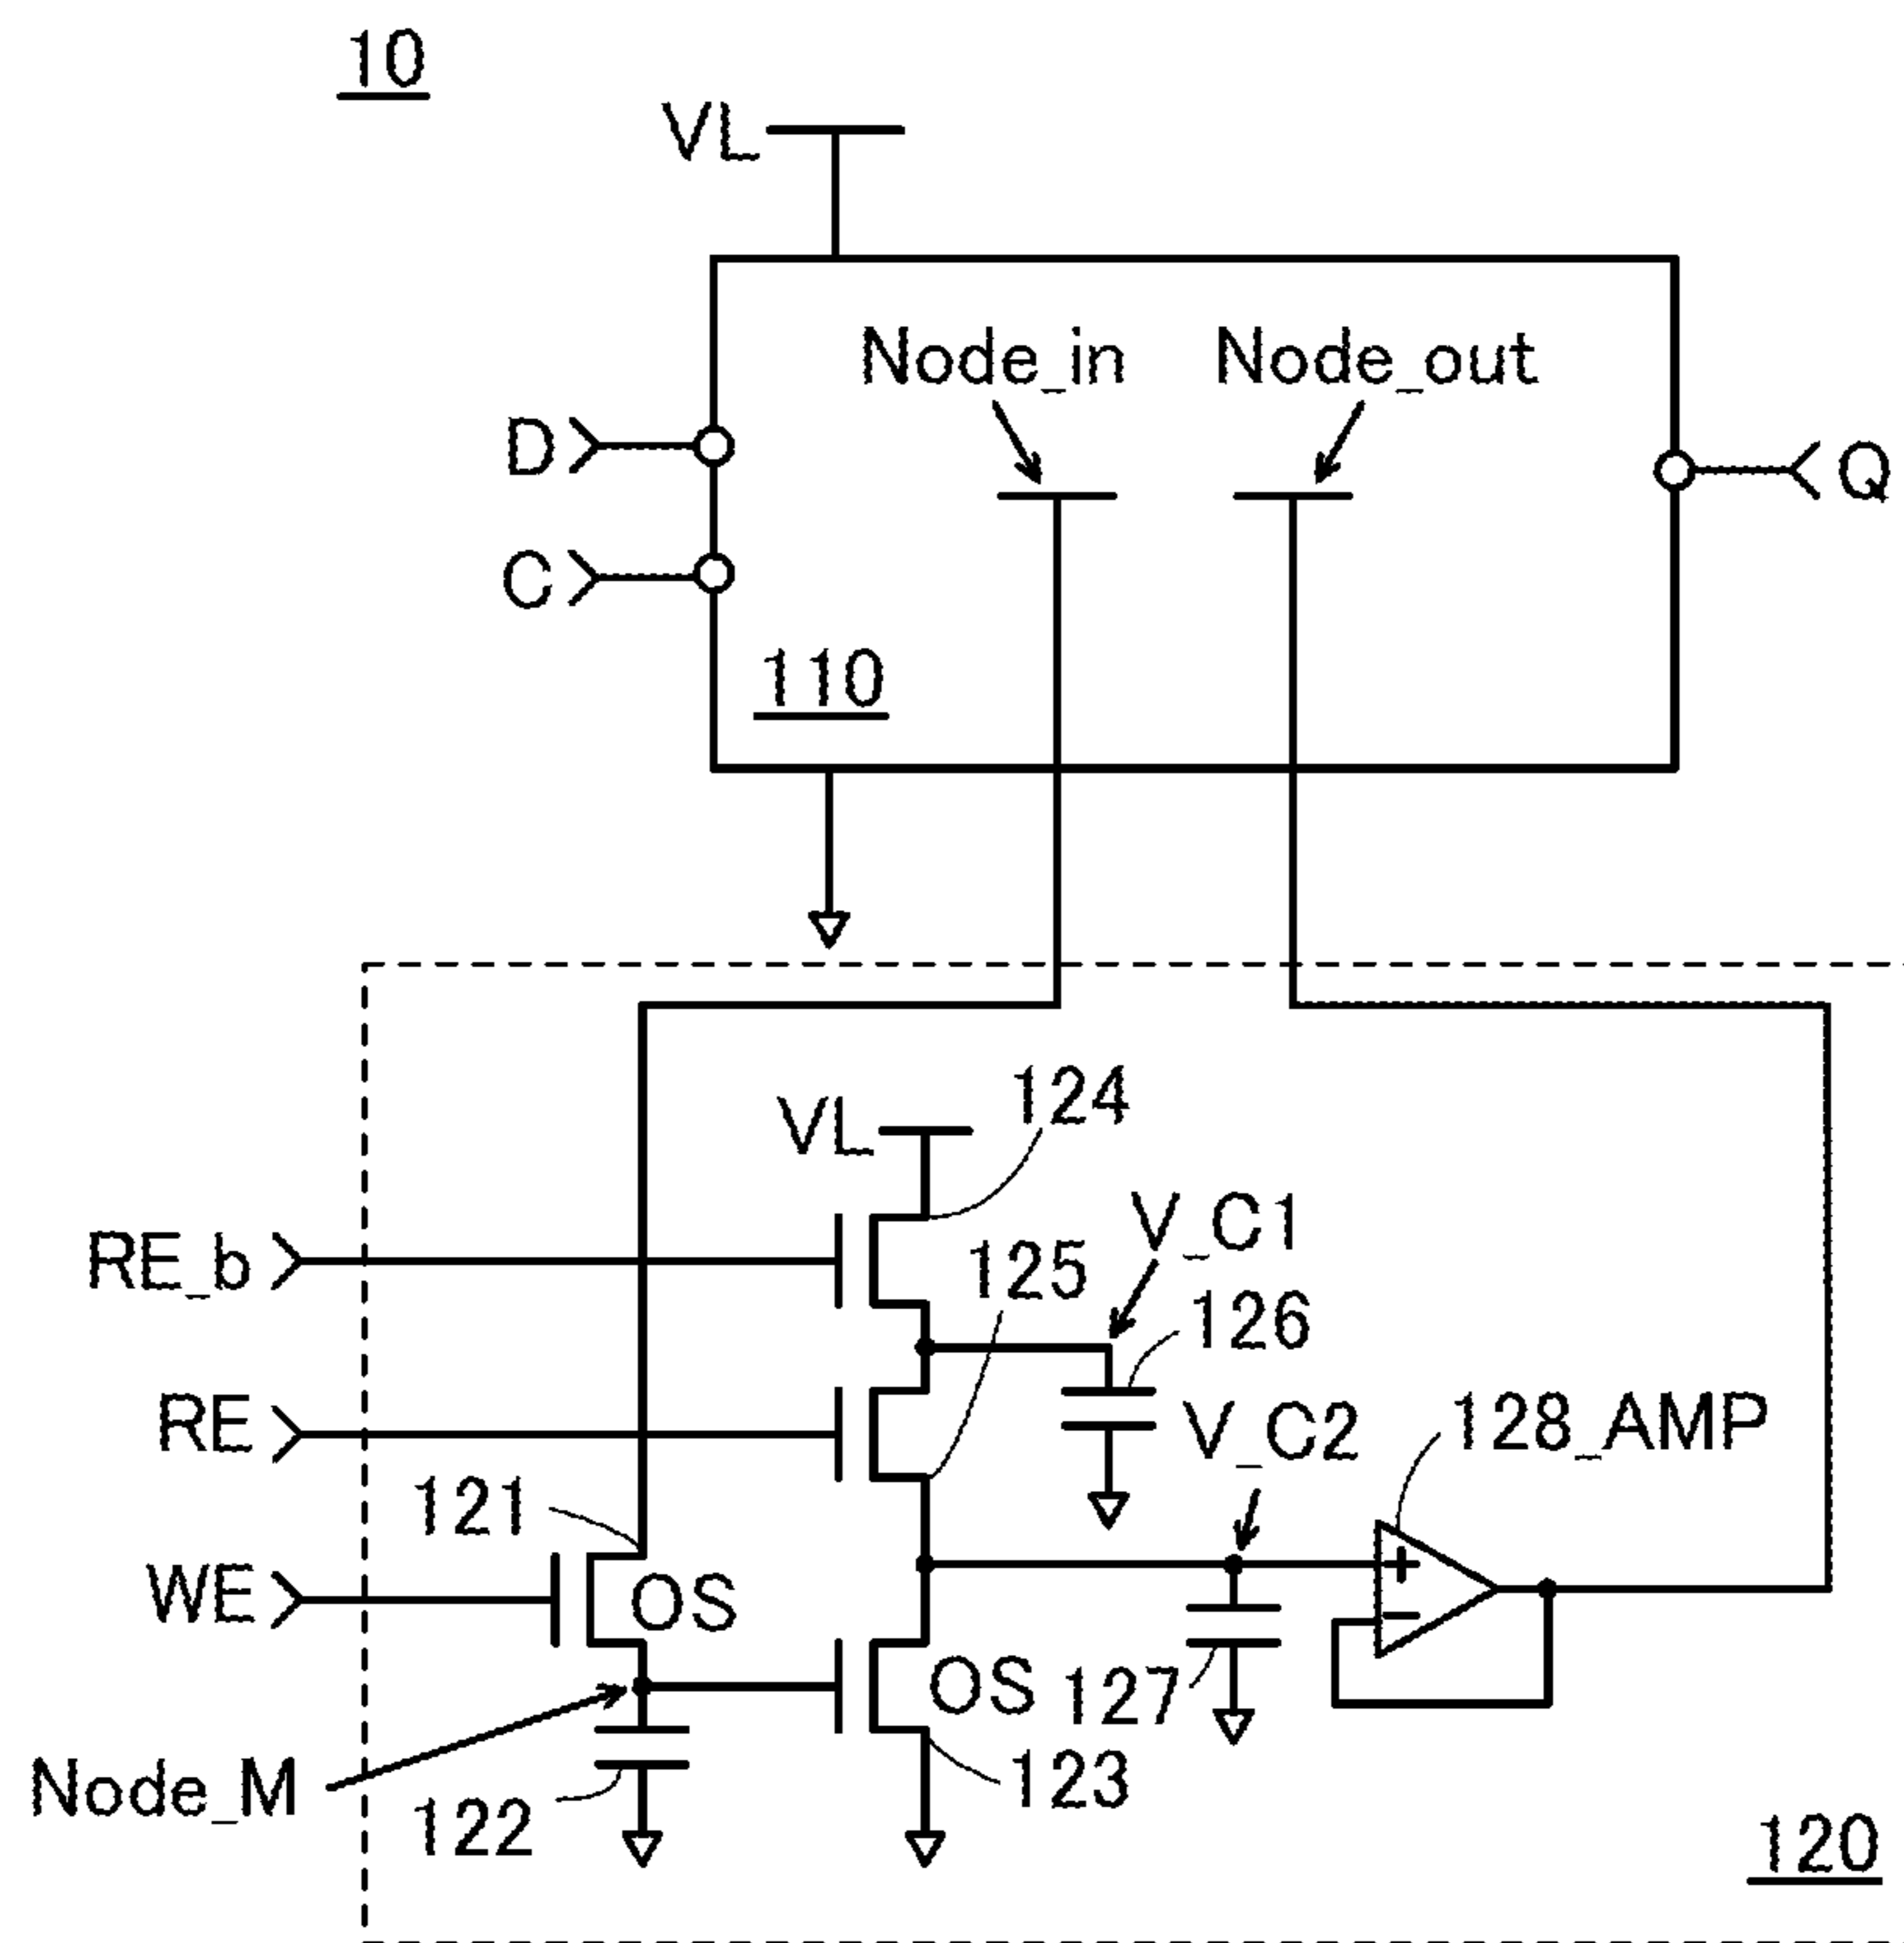 10
VL
Node_in
Node_out
D
Q
C
110
VL
124
V_C1
RE_b
125
126
RE
V_C2
128_AMP
121
WE
OS
OS
127
Node_M
122
123
120